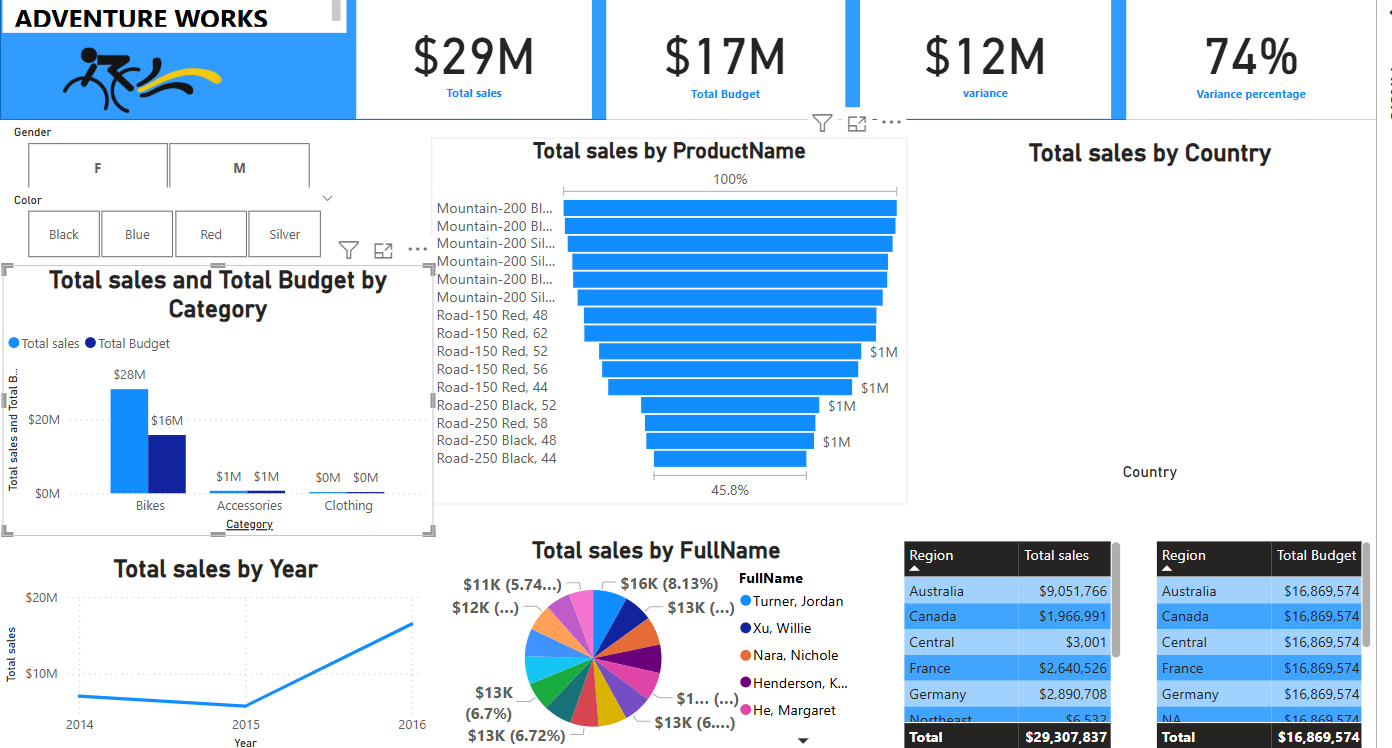 ADVENTURE WORKS
$29M
Total sales
$17M
Total Budget
$12M
variance
74%
Variance percentage
Gender
F
M
Color
Black
Blue
Red
Silver
Total sales and Total Budget by
Category
Total sales
Total Budget
Total sales and Total B...
$28M
$16M
$20M
$1M
$1M
$0M
$0M
$0M
Bikes
Accessories
Clothing
Category
Total sales by ProductName
100%
Mountain-200 Bl...
Mountain-200 Bl...
Mountain-200 Sil...
Mountain-200 Sil...
Mountain-200 Bl...
Mountain-200 Sil...
Road-150 Red, 48
Road-150 Red, 62
Road-150 Red, 52
$1M
Road-150 Red, 56
Road-150 Red, 44
$1M
Road-250 Black, 52
$1M
Road-250 Red, 58
Road-250 Black, 48
$1M
Road-250 Black, 44
45.8%
Total sales by Country
Country
Total sales by Year
$20M
Total sales
$10M
2014
2015
2016
Year
Total sales by FullName
$11K (5.74...)
$16K (8.13%)
$12K (...)
$13K (...)
$13K
(6.7%)
$1... (...)
$13K (6....)
$13K (6.72%)
FullName
Turner, Jordan
Xu, Willie
Nara, Nichole
Henderson, K...
He, Margaret
Region Total sales
Australia $9,051,766
Canada $1,966,991
Central $3,001
France $2,640,526
Germany $2,890,708
Northeast $6,532
Total $29,307,837
Region Total Budget
Australia $16,869,574
Canada $16,869,574
Central $16,869,574
France $16,869,574
Germany $16,869,574
NA $16,869,574
Total $16,869,574